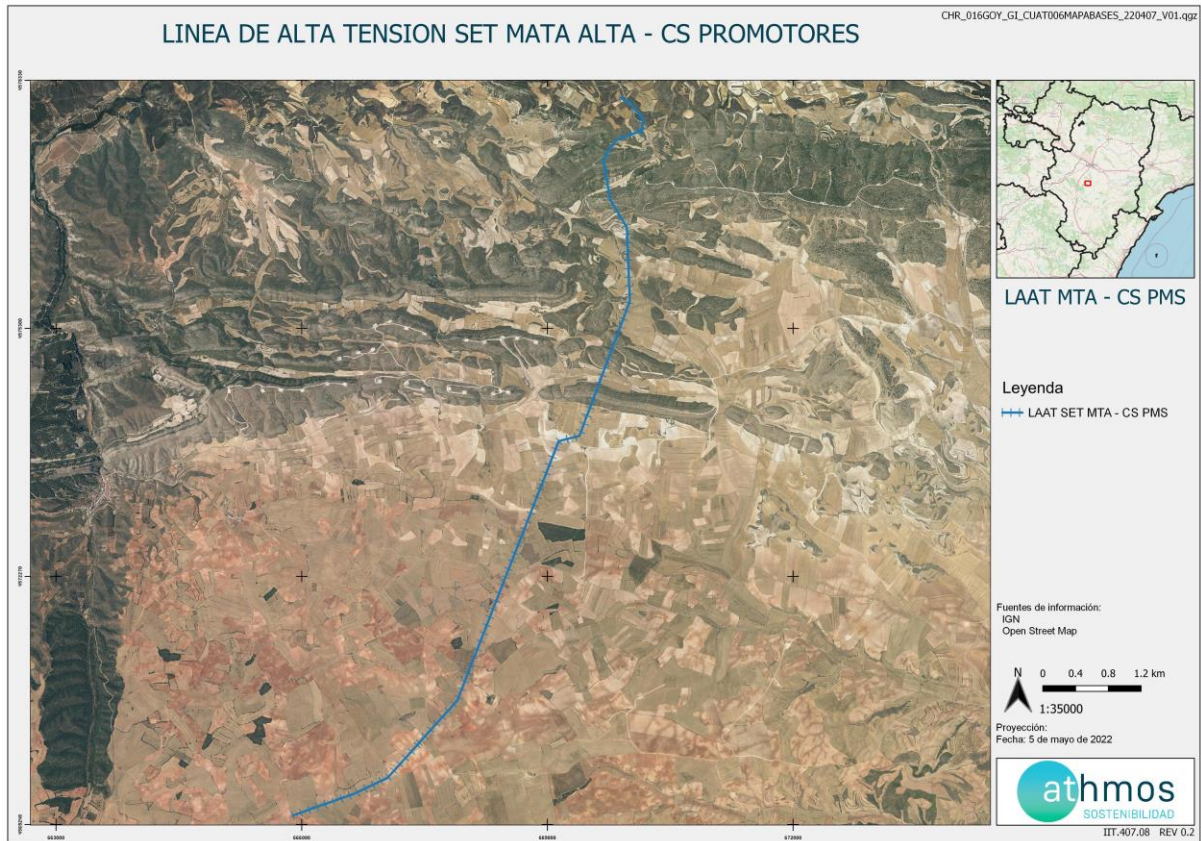 CHR_016GOY_GI_CUAT006MAPABASES_220407_V01.qgz
LINEA DE ALTA TENSION SET MATA ALTA - CS PROMOTORES
LAAT MTA - CS PMS
Leyenda
LAAT SET MTA - CS PMS
Fuentes de información:
IGN
Open Street Map
N
0 0.4 0.8 1.2 km
1:35000
Proyección:
Fecha: 5 de mayo de 2022
athmos
SOSTENIBILIDAD
IIT.407.08 REV 0.2
663000 666000 669000 672000